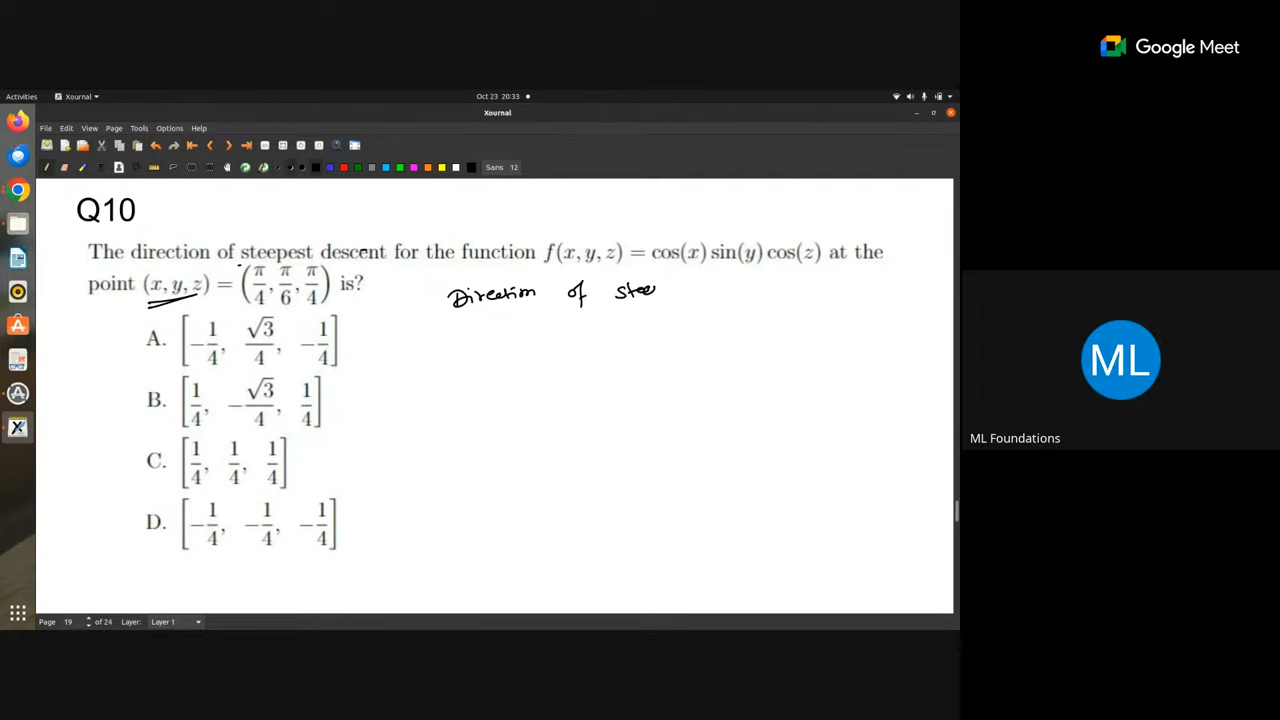 Google Meet
Activities
Xournal
Oct 23 20:33
Xournal
File Edit View Page Tools Options Help
Sans 12
Q10
The direction of steepest descent for the function f(x, y, z) = cos(x) sin(y) cos(z) at the
point (x, y, z) = (π/4, π/6, π/4) is?
Direction of stee
A. [-1/4, √3/4, -1/4]
B. [1/4, -√3/4, 1/4]
C. [1/4, 1/4, 1/4]
D. [-1/4, -1/4, -1/4]
ML
ML Foundations
Page 19 of 24 Layer: Layer 1